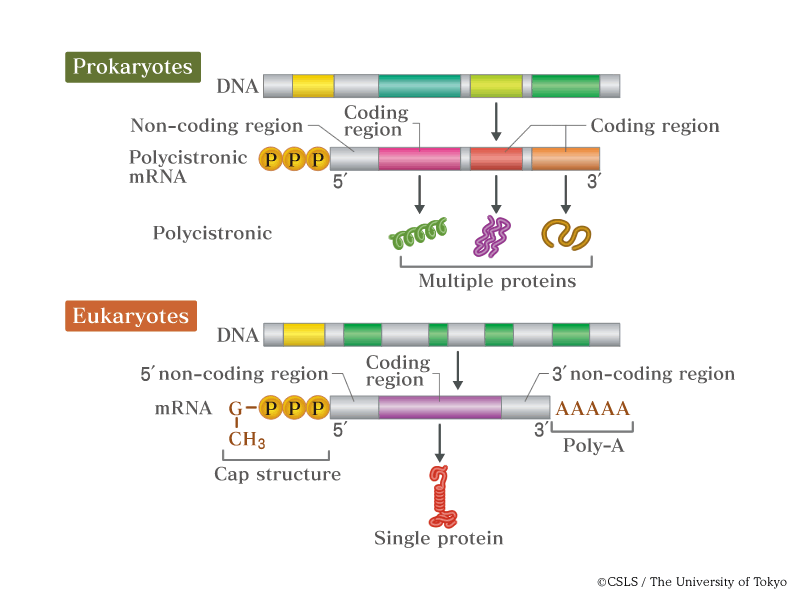 Prokaryotes
DNA
Coding
region
Non-coding region
Coding region
Polycistronic
mRNA
P P P
5′
3′
Polycistronic
Multiple proteins
Eukaryotes
DNA
5′ non-coding region
Coding
region
3′ non-coding region
mRNA
G P P P
AAAAA
CH3
5′
3′
Cap structure
Poly-A
Single protein
©CSLS / The University of Tokyo